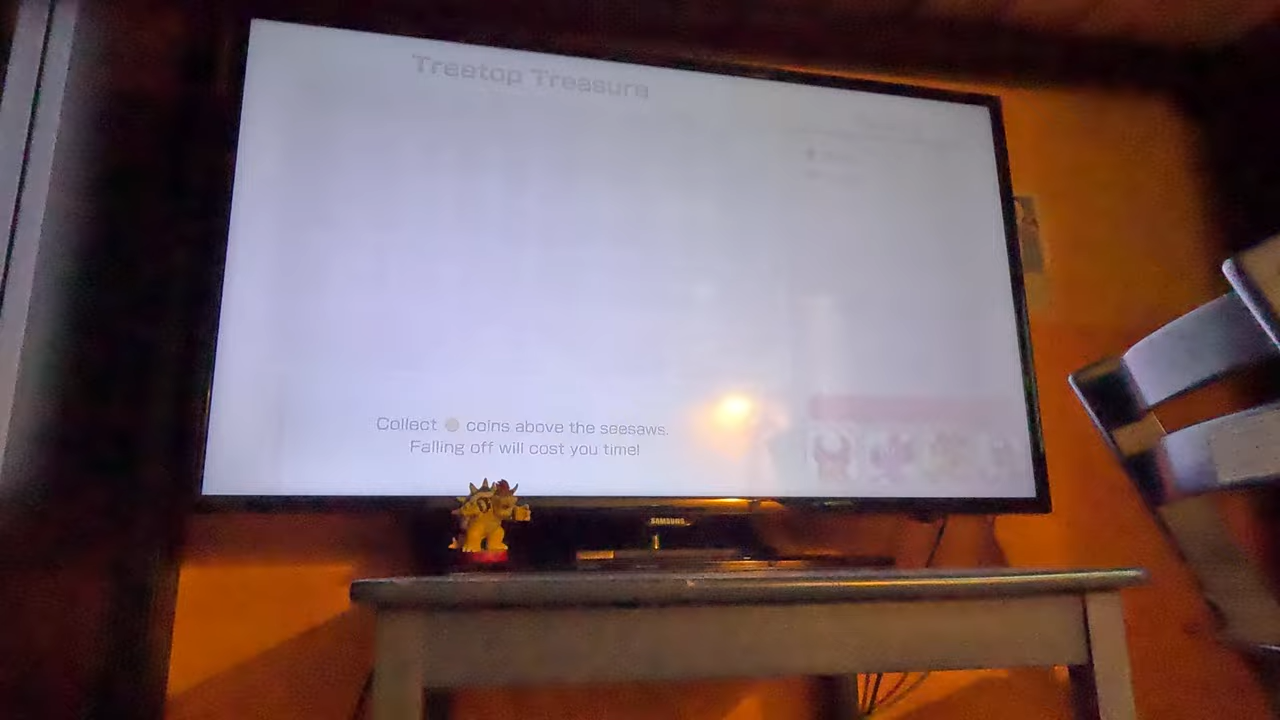 Treetop Treasure
Collect coins above the seesaws.
Falling off will cost you time!
SAMSUNG